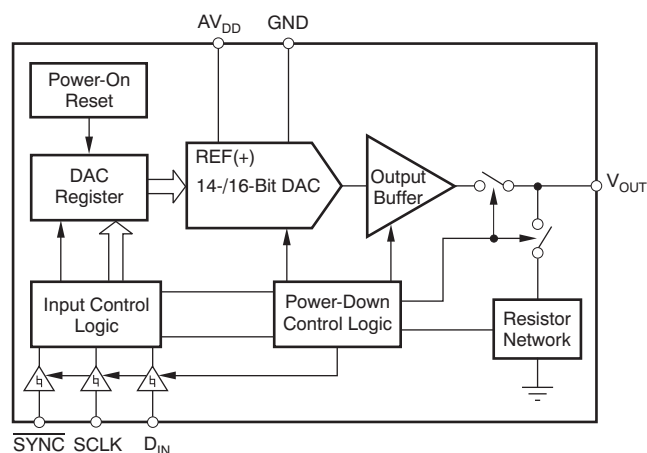 AVDD GND
Power-On
Reset
DAC
Register
REF(+)
14-/16-Bit DAC
Output
Buffer
VOUT
Input Control
Logic
Power-Down
Control Logic
Resistor
Network
SYNC SCLK DIN